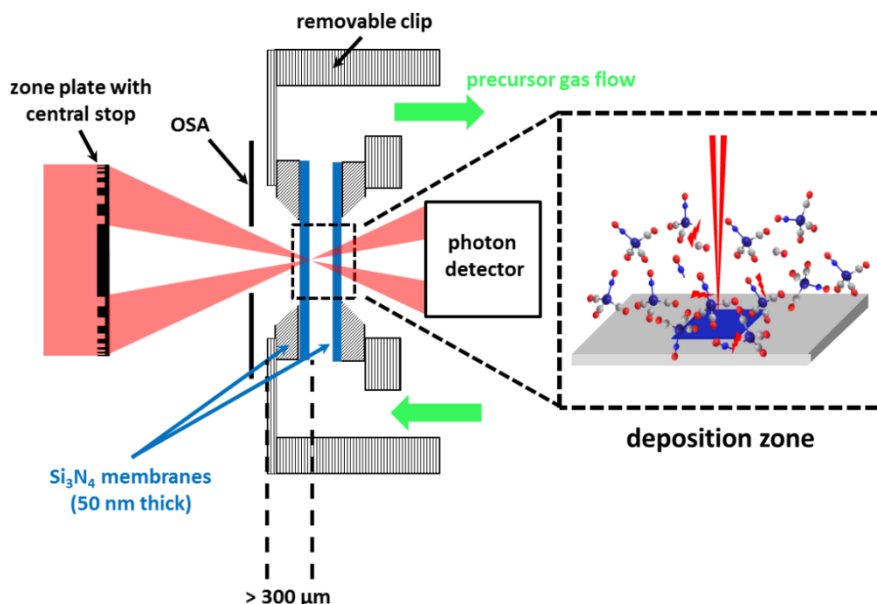 removable clip
zone plate with
central stop
OSA
precursor gas flow
photon
detector
deposition zone
Si₃N₄ membranes
(50 nm thick)
> 300 μm